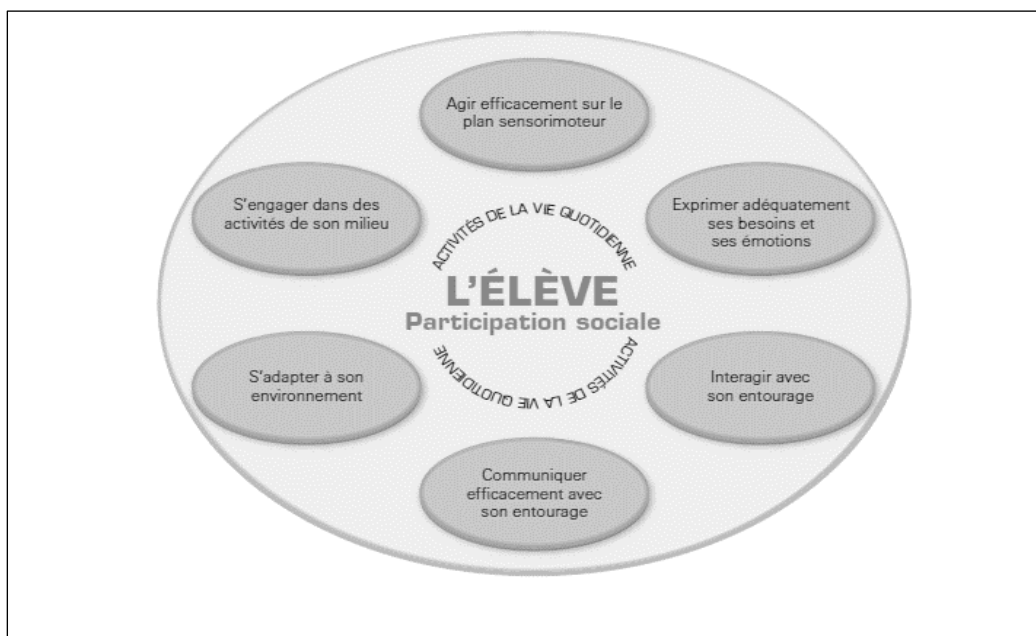 Agir efficacement sur le
plan sensorimoteur
S'engager dans des
activités de son milieu
Exprimer adéquatement
ses besoins et
ses émotions
ACTIVITÉS DE LA VIE QUOTIDIENNE
L'ÉLÈVE
Participation sociale
ACTIVITÉS DE LA VIE QUOTIDIENNE
S'adapter à son
environnement
Interagir avec
son entourage
Communiquer
efficacement avec
son entourage